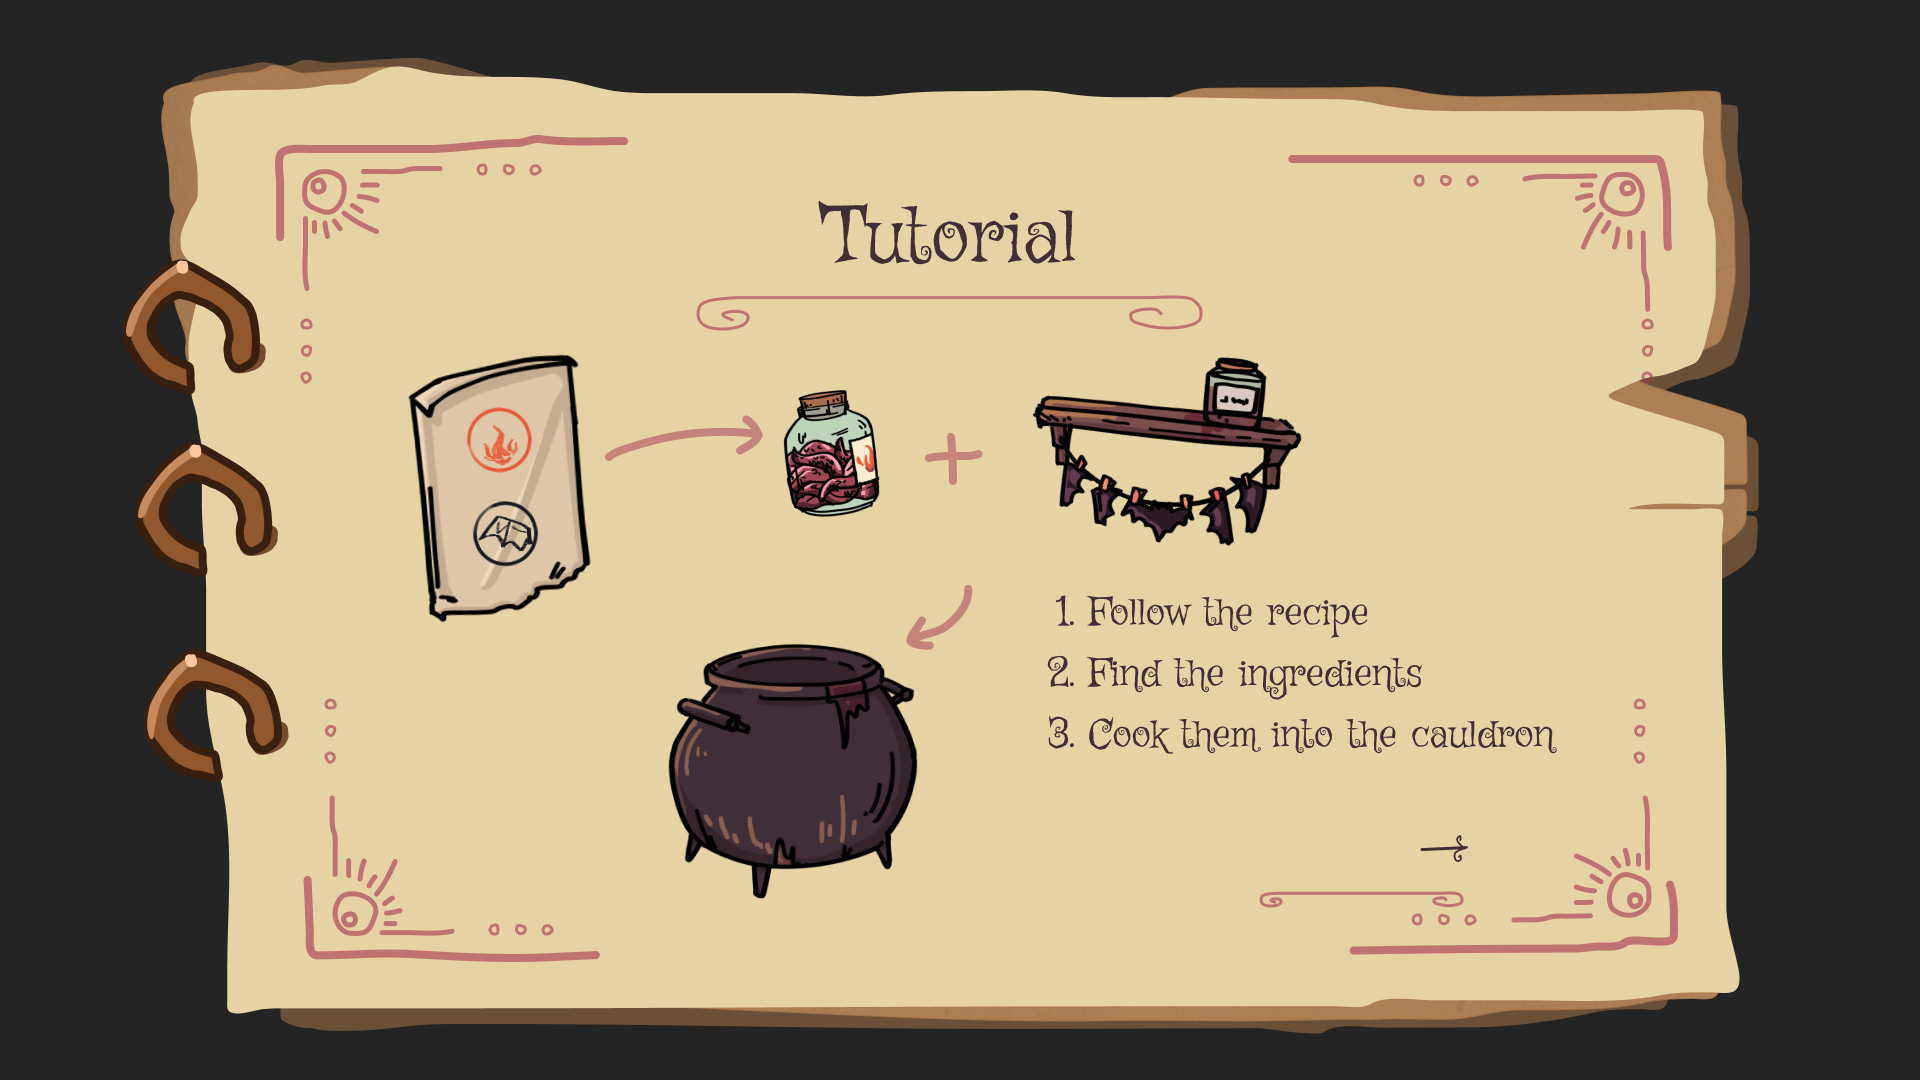 Tutorial
1. Follow the recipe
2. Find the ingredients
3. Cook them into the cauldron